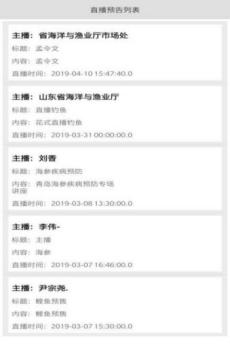 直播预告列表
主播：省海洋与渔业厅市场处
标题：孟令文
内容：孟令文
直播时间：2019-04-10 15:47:40.0
主播：山东省海洋与渔业厅
标题：直播钓鱼
内容：花式直播钓鱼
直播时间：2019-03-31 00:00:00.0
主播：刘香
标题：海参疾病预防
内容：青岛海参疾病预防专场
讲座
直播时间：2019-03-08 13:30:00.0
主播：李伟-
标题：主播
内容：海参
直播时间：2019-03-07 16:46:00.0
主播：尹宗尧.
标题：鲅鱼预售
内容：鲅鱼预售
直播时间：2019-03-07 15:30:00.0